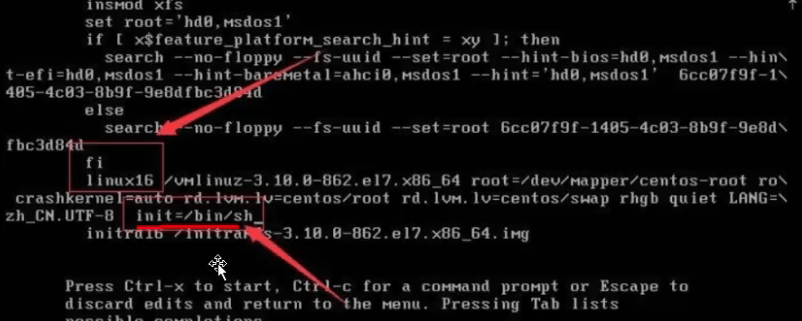 insmod xfs
set root='hd0,msdos1'
if [ x$feature_platform_search_hint = xy ]; then
search --no-floppy --fs-uuid --set=root --hint-bios=hd0,msdos1 --hin\
t-efi=hd0,msdos1 --hint-baremetal=ahci0,msdos1 --hint='hd0,msdos1'  6cc07f9f-1\
405-4c03-8b9f-9e8dfbc3d84d
else
search --no-floppy --fs-uuid --set=root 6cc07f9f-1405-4c03-8b9f-9e8d\
fbc3d84d
fi
linux16 /vmlinuz-3.10.0-862.el7.x86_64 root=/dev/mapper/centos-root ro\
crashkernel=auto rd.lvm.lv=centos/root rd.lvm.lv=centos/swap rhgb quiet LANG=\
zh_CN.UTF-8 init=/bin/sh_
initrd16 /initramfs-3.10.0-862.el7.x86_64.img
Press Ctrl-x to start, Ctrl-c for a command prompt or Escape to
discard edits and return to the menu. Pressing Tab lists
possible completions.